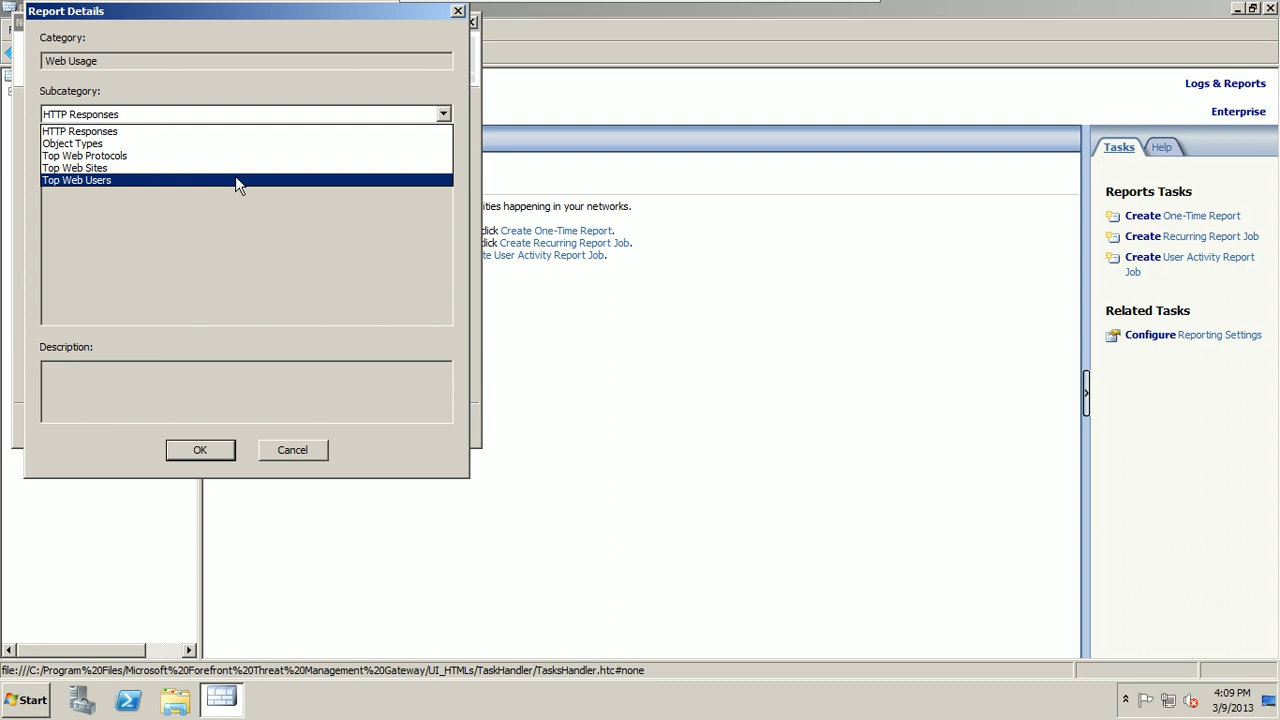 Report Details
Category:
Web Usage
Subcategory:
HTTP Responses
HTTP Responses
Object Types
Top Web Protocols
Top Web Sites
Top Web Users
Description:
OK
Cancel
ities happening in your networks.
click Create One-Time Report.
click Create Recurring Report Job.
te User Activity Report Job.
Logs & Reports
Enterprise
Tasks
Help
Reports Tasks
Create One-Time Report
Create Recurring Report Job
Create User Activity Report
Job
Related Tasks
Configure Reporting Settings
file:///C:/Program%20Files/Microsoft%20Forefront%20Threat%20Management%20Gateway/UI_HTMLs/TaskHandler/TasksHandler.htc#none
Start
4:09 PM
3/9/2013